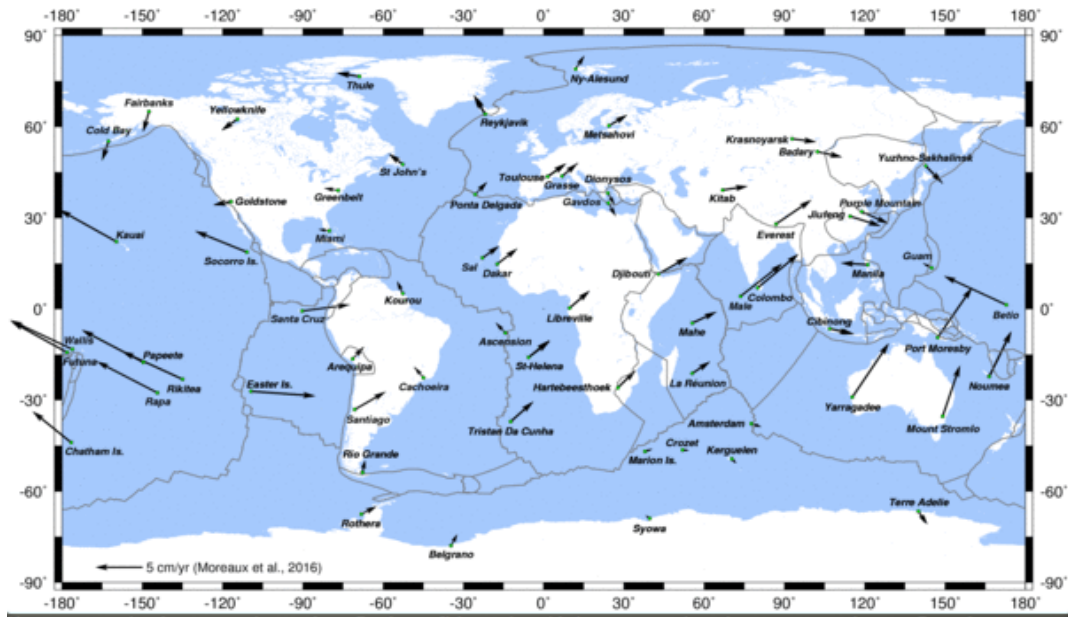 -180° -150° -120° -90° -60° -30° 0° 30° 60° 90° 120° 150° 180°
90° 90°
Ny-Alesund
Thule
Fairbanks
Yellowknife
Reykjavik
Metsahovi
60° 60°
Cold Bay
Krasnoyarsk
Badary
Yuzhno-Sakhalinsk
St John's
Toulouse
Grasse
Dionysos
Greenbelt
Ponta Delgada
Gavdos
Kitab
Goldstone
Purple Mountain
Jiufeng
30° 30°
Kauai
Miami
Everest
Socorro Is.
Sal
Dakar
Djibouti
Manila
Guam
Kourou
Male
Colombo
0° 0°
Santa Cruz
Libreville
Mahe
Cibinong
Betio
Wallis
Ascension
Port Moresby
Futuna
Papeete
Arequipa
St-Helena
Rikitea
Easter Is.
Cachoeira
Hartebeesthoek
La Réunion
Noumea
Rapa
-30° -30°
Santiago
Yarragadee
Tristan Da Cunha
Amsterdam
Mount Stromlo
Chatham Is.
Rio Grande
Crozet
Marion Is.
Kerguelen
-60° -60°
Rothera
Syowa
Terre Adelie
Belgrano
5 cm/yr (Moreaux et al., 2016)
-90° -90°
-180° -150° -120° -90° -60° -30° 0° 30° 60° 90° 120° 150° 180°